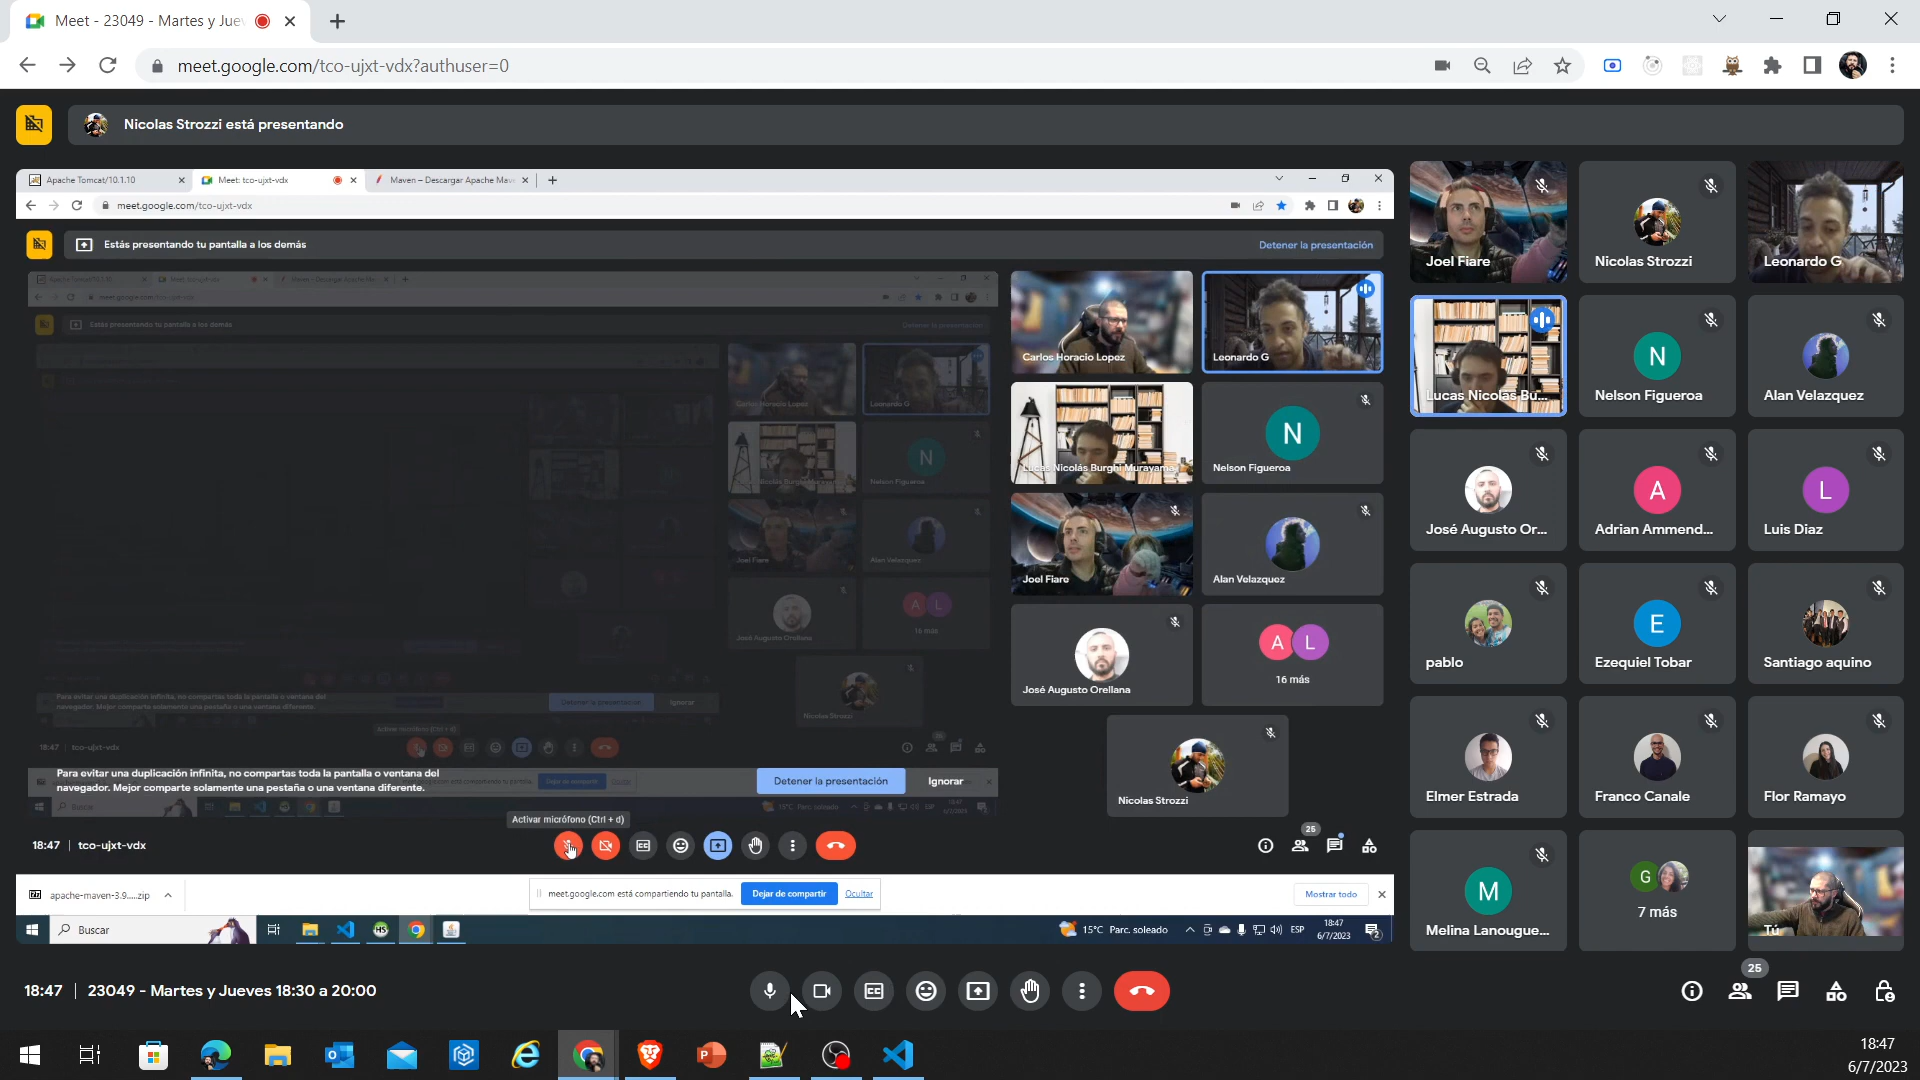 Meet - 23049 - Martes y Juev
meet.google.com/tco-ujxt-vdx?authuser=0
Nicolas Strozzi está presentando
Apache Tomcat/10.1.10
Meet: tco-ujxt-vdx
Maven – Descargar Apache Mav
meet.google.com/tco-ujxt-vdx
Estás presentando tu pantalla a los demás
Detener la presentación
Carlos Horacio Lopez
Leonardo G
Lucas Nicolás Burghi Murayama
N
Nelson Figueroa
Joel Fiare
Alan Velazquez
José Augusto Orellana
A L
16 más
Nicolas Strozzi
Para evitar una duplicación infinita, no compartas toda la pantalla o ventana del
navegador. Mejor comparte solamente una pestaña o una ventana diferente.
Detener la presentación
Ignorar
Activar micrófono (Ctrl + d)
18:47 | tco-ujxt-vdx
25
apache-maven-3.9.....zip
meet.google.com está compartiendo tu pantalla.
Dejar de compartir
Ocultar
Mostrar todo
Buscar
HS
15°C Parc. soleado
ESP
18:47
6/7/2023
2
Joel Fiare
Nicolas Strozzi
Leonardo G
Lucas Nicolás Bu...
N
Nelson Figueroa
Alan Velazquez
José Augusto Or...
A
Adrian Ammend...
L
Luis Diaz
pablo
E
Ezequiel Tobar
Santiago aquino
Elmer Estrada
Franco Canale
Flor Ramayo
M
Melina Lanougue...
G
7 más
Tú
18:47 | 23049 - Martes y Jueves 18:30 a 20:00
25
18:47
6/7/2023